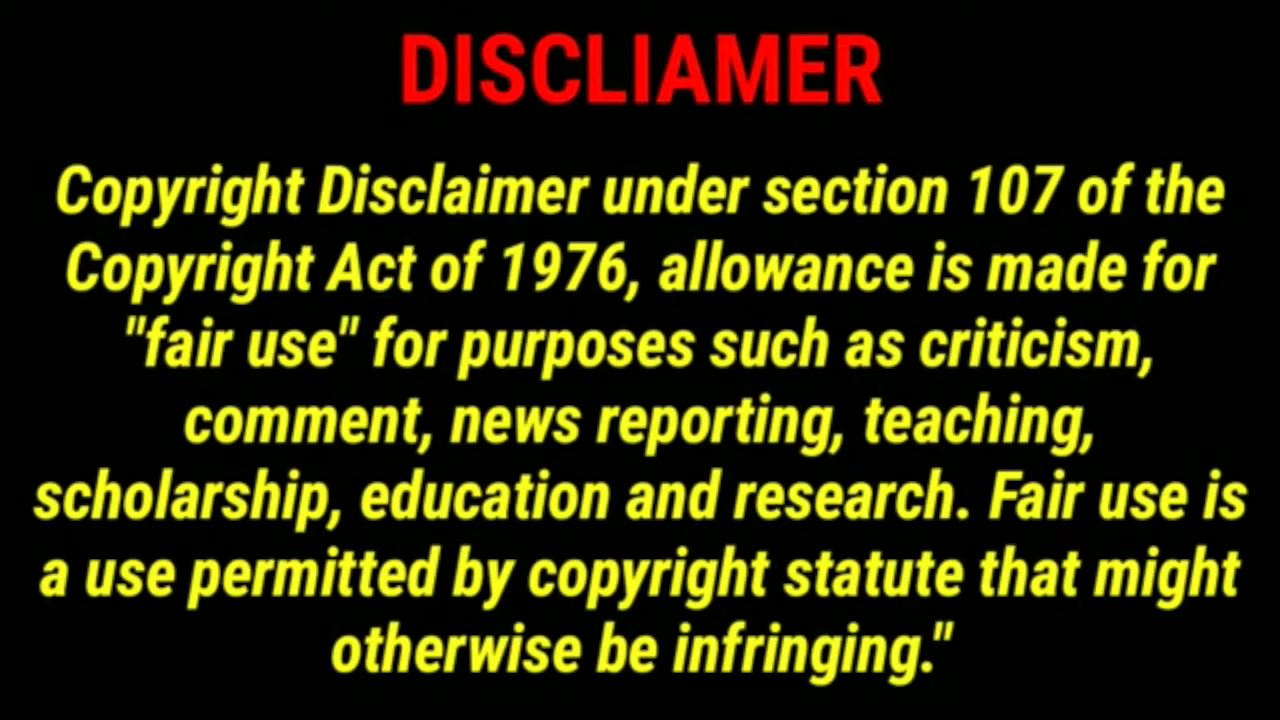 DISCLIAMER
Copyright Disclaimer under section 107 of the
Copyright Act of 1976, allowance is made for
"fair use" for purposes such as criticism,
comment, news reporting, teaching,
scholarship, education and research. Fair use is
a use permitted by copyright statute that might
otherwise be infringing."